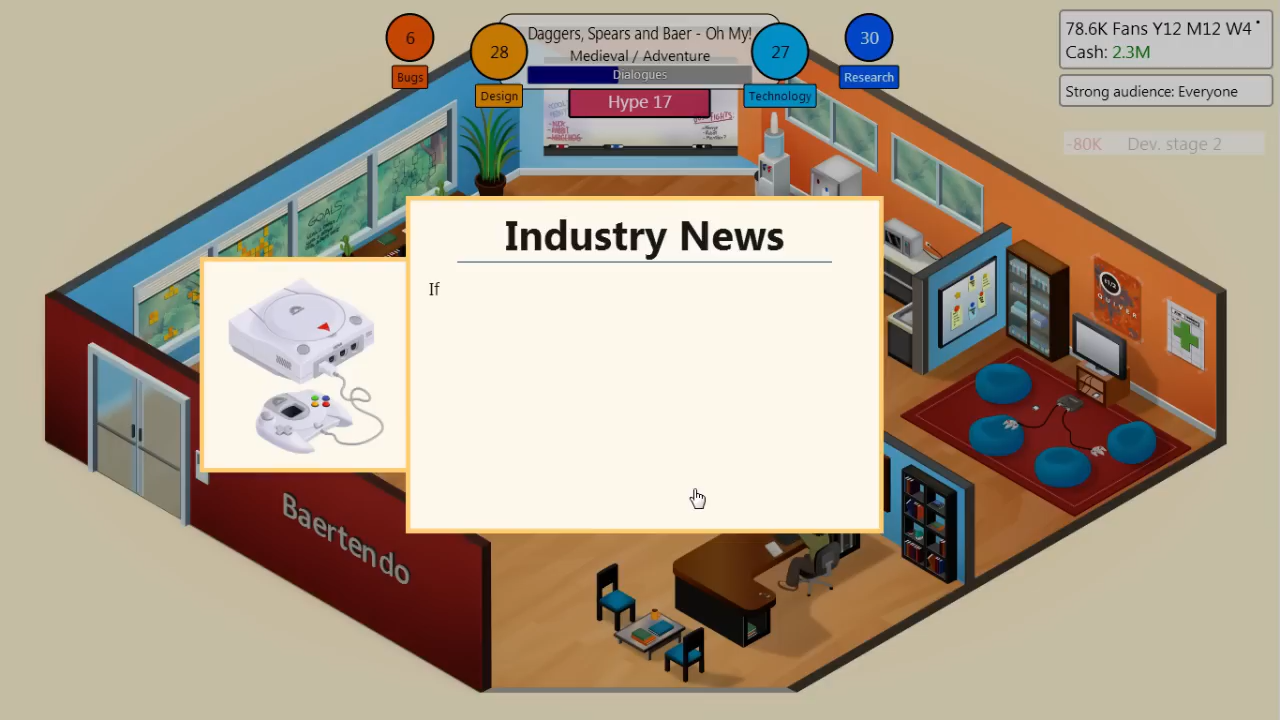 6
Bugs
28
Design
Daggers, Spears and Baer - Oh My!
Medieval / Adventure
Dialogues
Hype 17
27
Technology
30
Research
78.6K Fans Y12 M12 W4
Cash: 2.3M
Strong audience: Everyone
-80K Dev. stage 2
Industry News
If
GOALS
QUIVER
Baertendo